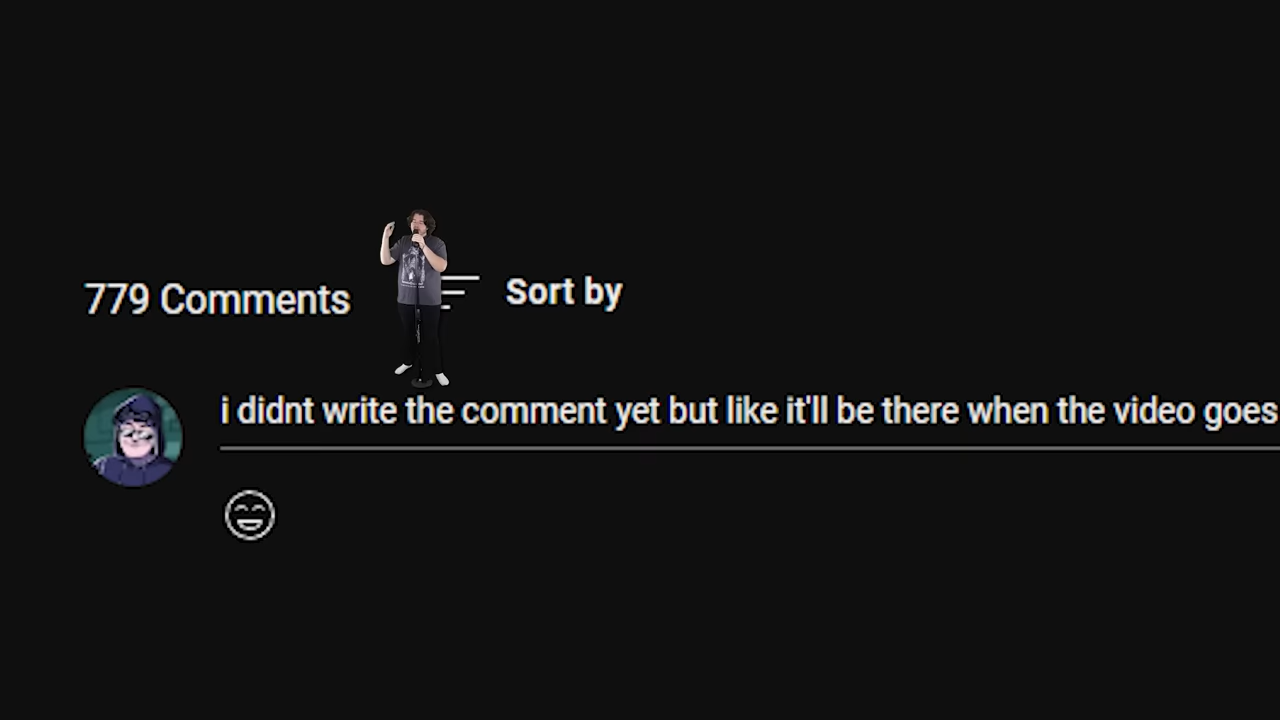 779 Comments Sort by
i didnt write the comment yet but like it'll be there when the video goes